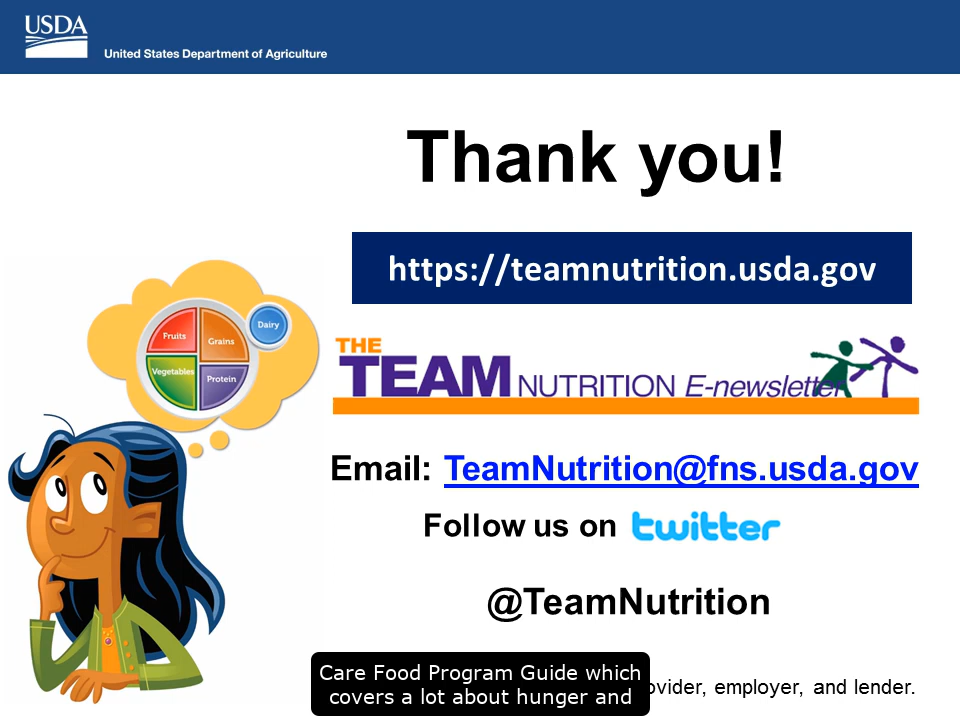 USDA
United States Department of Agriculture
Thank you!
https://teamnutrition.usda.gov
Fruits
Grains
Dairy
Vegetables
Protein
THE
TEAM NUTRITION E-newsletter
Email: TeamNutrition@fns.usda.gov
Follow us on twitter
@TeamNutrition
Care Food Program Guide which
covers a lot about hunger and
employer, and lender.